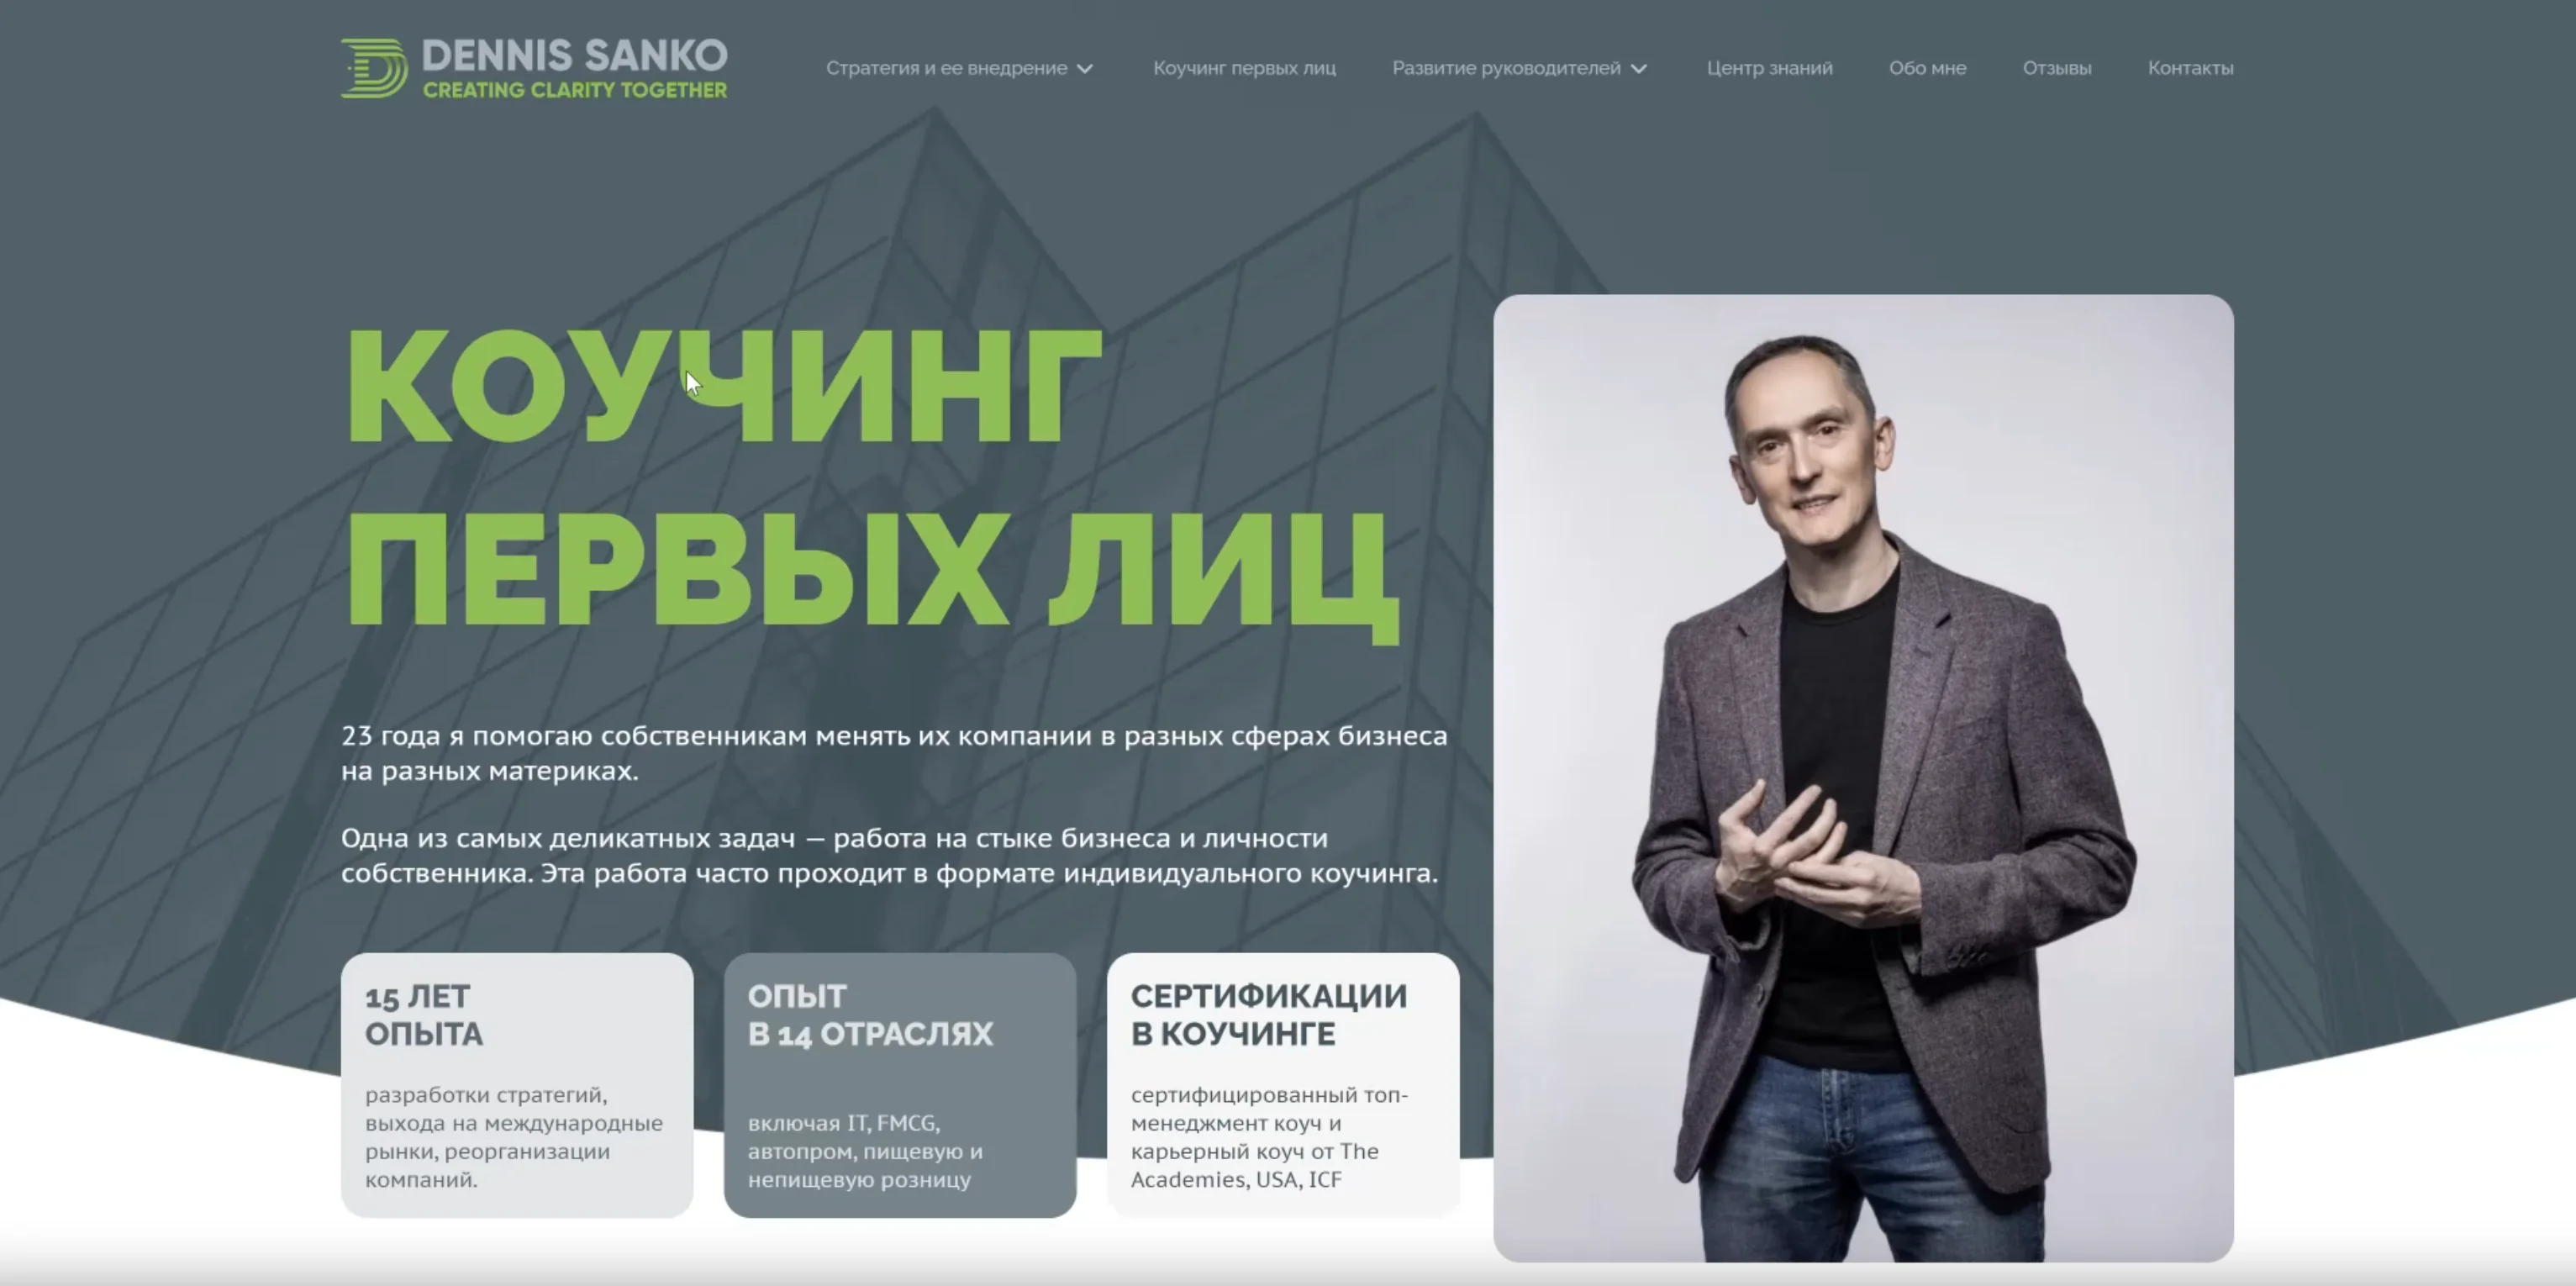 DENNIS SANKO
CREATING CLARITY TOGETHER
Стратегия и ее внедрение
Коучинг первых лиц
Развитие руководителей
Центр знаний
Обо мне
Отзывы
Контакты
КОУЧИНГ
ПЕРВЫХ ЛИЦ
23 года я помогаю собственникам менять их компании в разных сферах бизнеса
на разных материках.
Одна из самых деликатных задач — работа на стыке бизнеса и личности
собственника. Эта работа часто проходит в формате индивидуального коучинга.
15 ЛЕТ
ОПЫТА
разработки стратегий,
выхода на международные
рынки, реорганизации
компаний.
ОПЫТ
В 14 ОТРАСЛЯХ
включая IT, FMCG,
автопром, пищевую и
непищевую розницу
СЕРТИФИКАЦИИ
В КОУЧИНГЕ
сертифицированный топ-
менеджмент коуч и
карьерный коуч от The
Academies, USA, ICF